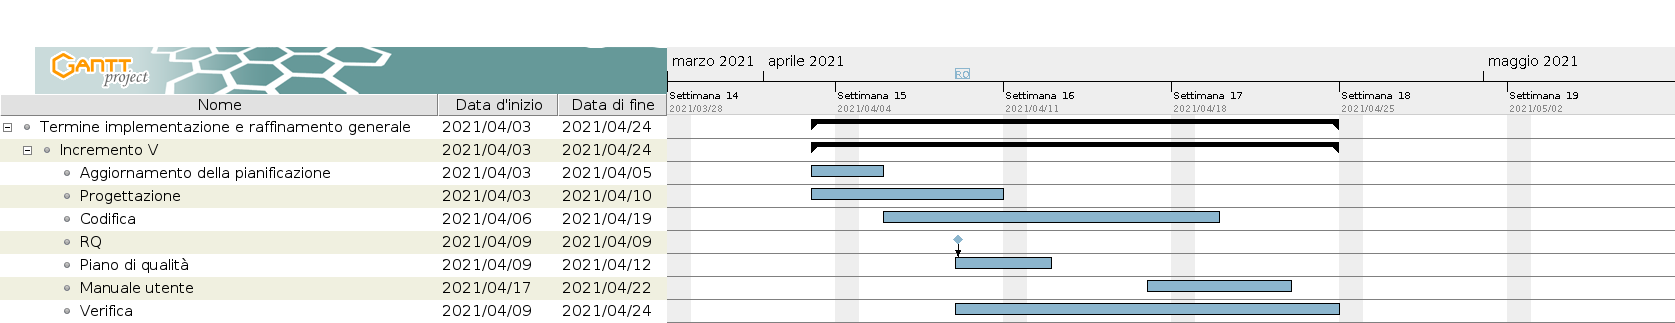 GANTT project
marzo 2021 aprile 2021 maggio 2021
RQ
Nome Data d'inizio Data di fine
Settimana 14 Settimana 15 Settimana 16 Settimana 17 Settimana 18 Settimana 19
2021/03/28 2021/04/04 2021/04/11 2021/04/18 2021/04/25 2021/05/02
Termine implementazione e raffinamento generale 2021/04/03 2021/04/24
Incremento V 2021/04/03 2021/04/24
Aggiornamento della pianificazione 2021/04/03 2021/04/05
Progettazione 2021/04/03 2021/04/10
Codifica 2021/04/06 2021/04/19
RQ 2021/04/09 2021/04/09
Piano di qualità 2021/04/09 2021/04/12
Manuale utente 2021/04/17 2021/04/22
Verifica 2021/04/09 2021/04/24